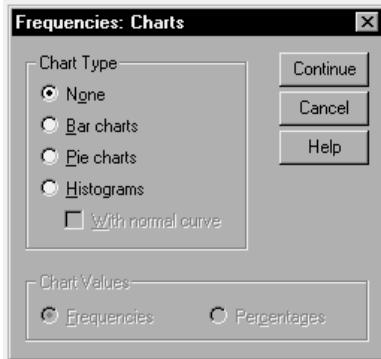 Frequencies: Charts
Chart Type
None
Bar charts
Pie charts
Histograms
With normal curve
Continue
Cancel
Help
Chart Values
Frequencies
Percentages